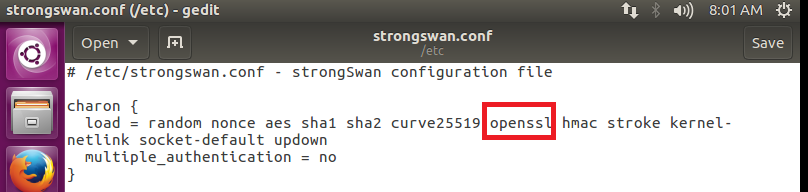 strongswan.conf (/etc) - gedit
8:01 AM
Open
strongswan.conf
/etc
Save
# /etc/strongswan.conf - strongSwan configuration file
charon {
load = random nonce aes sha1 sha2 curve25519 openssl hmac stroke kernel-
netlink socket-default updown
multiple_authentication = no
}